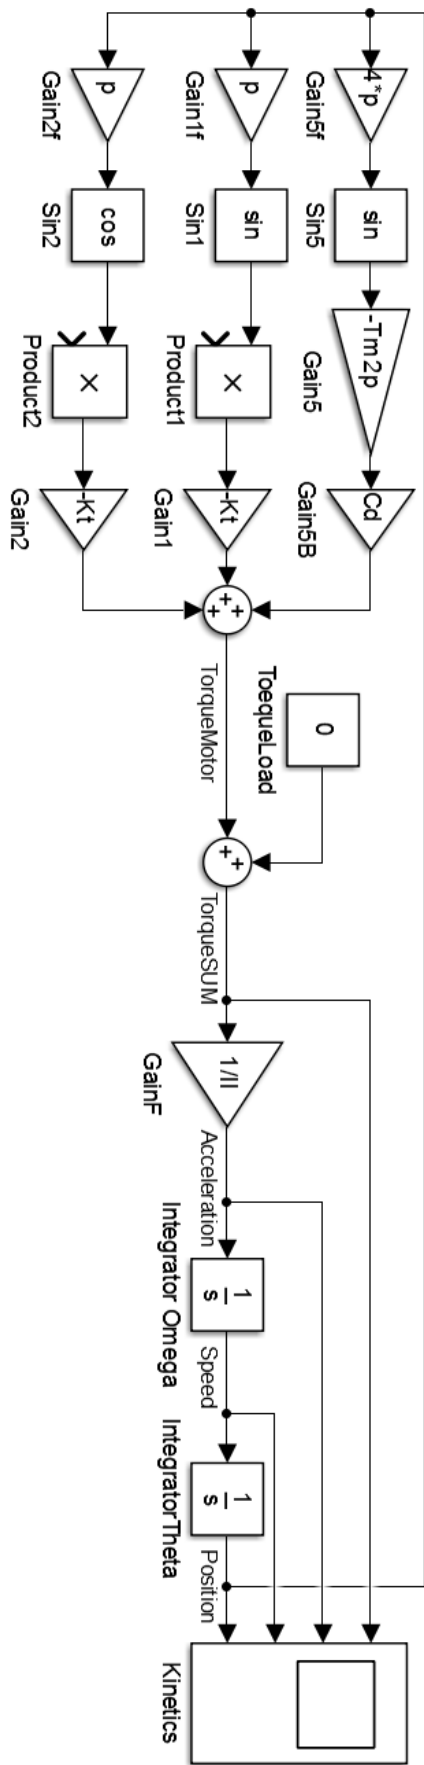 4*p
Gain5f
sin
Sin5
-Tm2p
Gain5
Cd
Gain5B
0
ToequeLoad
p
Gain1f
sin
Sin1
×
Product1
-Kt
Gain1
+
+
+
TorqueMotor
+
+
TorqueSUM
1/II
GainF
Acceleration
1
s
Integrator Omega
Speed
1
s
IntegratorTheta
Position
Kinetics
p
Gain2f
cos
Sin2
×
Product2
-Kt
Gain2